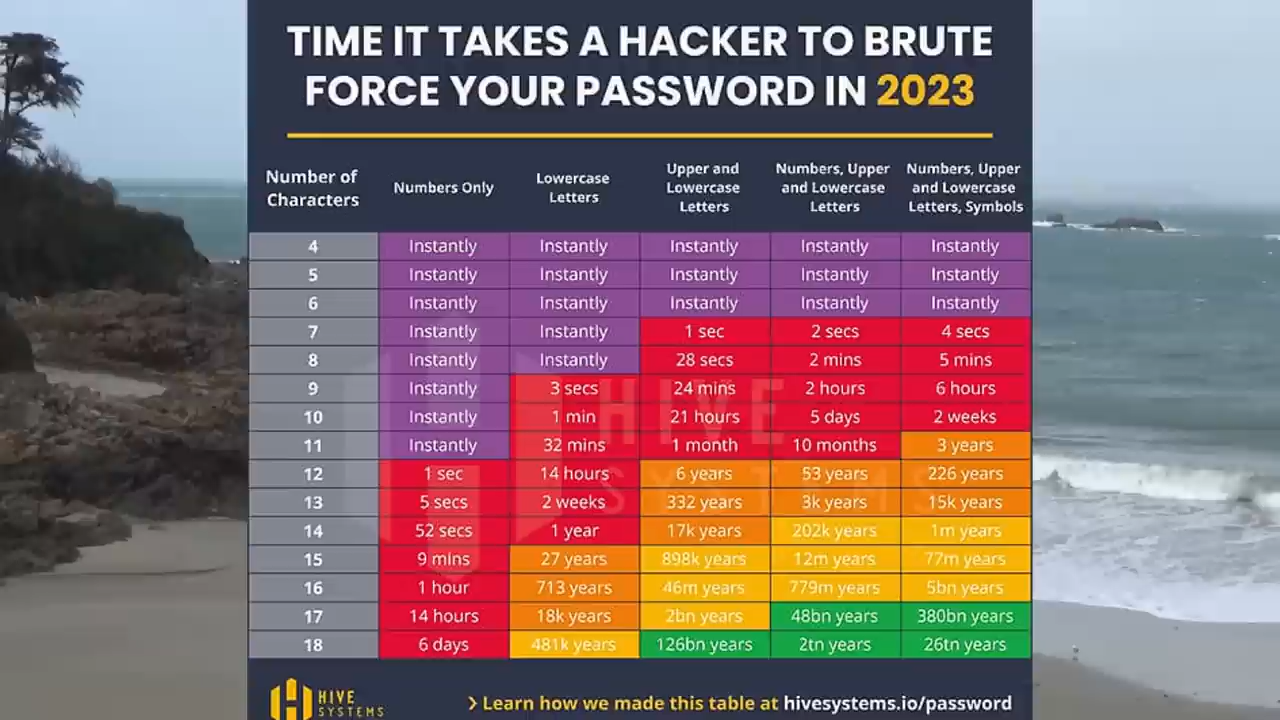 TIME IT TAKES A HACKER TO BRUTE
FORCE YOUR PASSWORD IN 2023
Number of Characters | Numbers Only | Lowercase Letters | Upper and Lowercase Letters | Numbers, Upper and Lowercase Letters | Numbers, Upper and Lowercase Letters, Symbols
4 Instantly Instantly Instantly Instantly Instantly
5 Instantly Instantly Instantly Instantly Instantly
6 Instantly Instantly Instantly Instantly Instantly
7 Instantly Instantly 1 sec 2 secs 4 secs
8 Instantly Instantly 28 secs 2 mins 5 mins
9 Instantly 3 secs 24 mins 2 hours 6 hours
10 Instantly 1 min 21 hours 5 days 2 weeks
11 Instantly 32 mins 1 month 10 months 3 years
12 1 sec 14 hours 6 years 53 years 226 years
13 5 secs 2 weeks 332 years 3k years 15k years
14 52 secs 1 year 17k years 202k years 1m years
15 9 mins 27 years 898k years 12m years 77m years
16 1 hour 713 years 46m years 779m years 5bn years
17 14 hours 18k years 2bn years 48bn years 380bn years
18 6 days 481k years 126bn years 2tn years 26tn years
HIVE
SYSTEMS
HIVE
SYSTEMS
Learn how we made this table at hivesystems.io/password